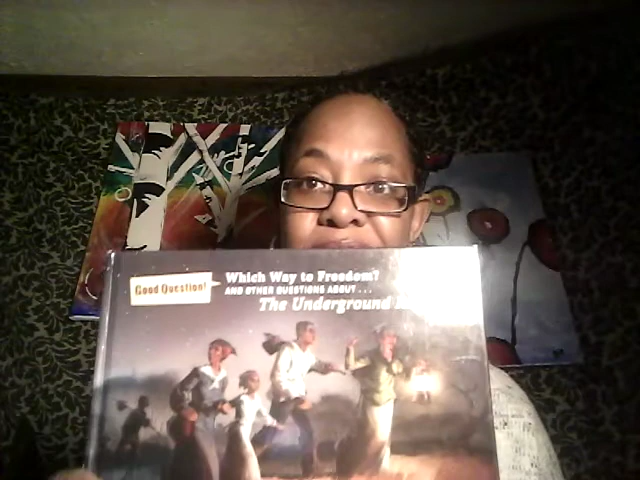 Good Question!
Which Way to Freedom?
AND OTHER QUESTIONS ABOUT...
The Underground